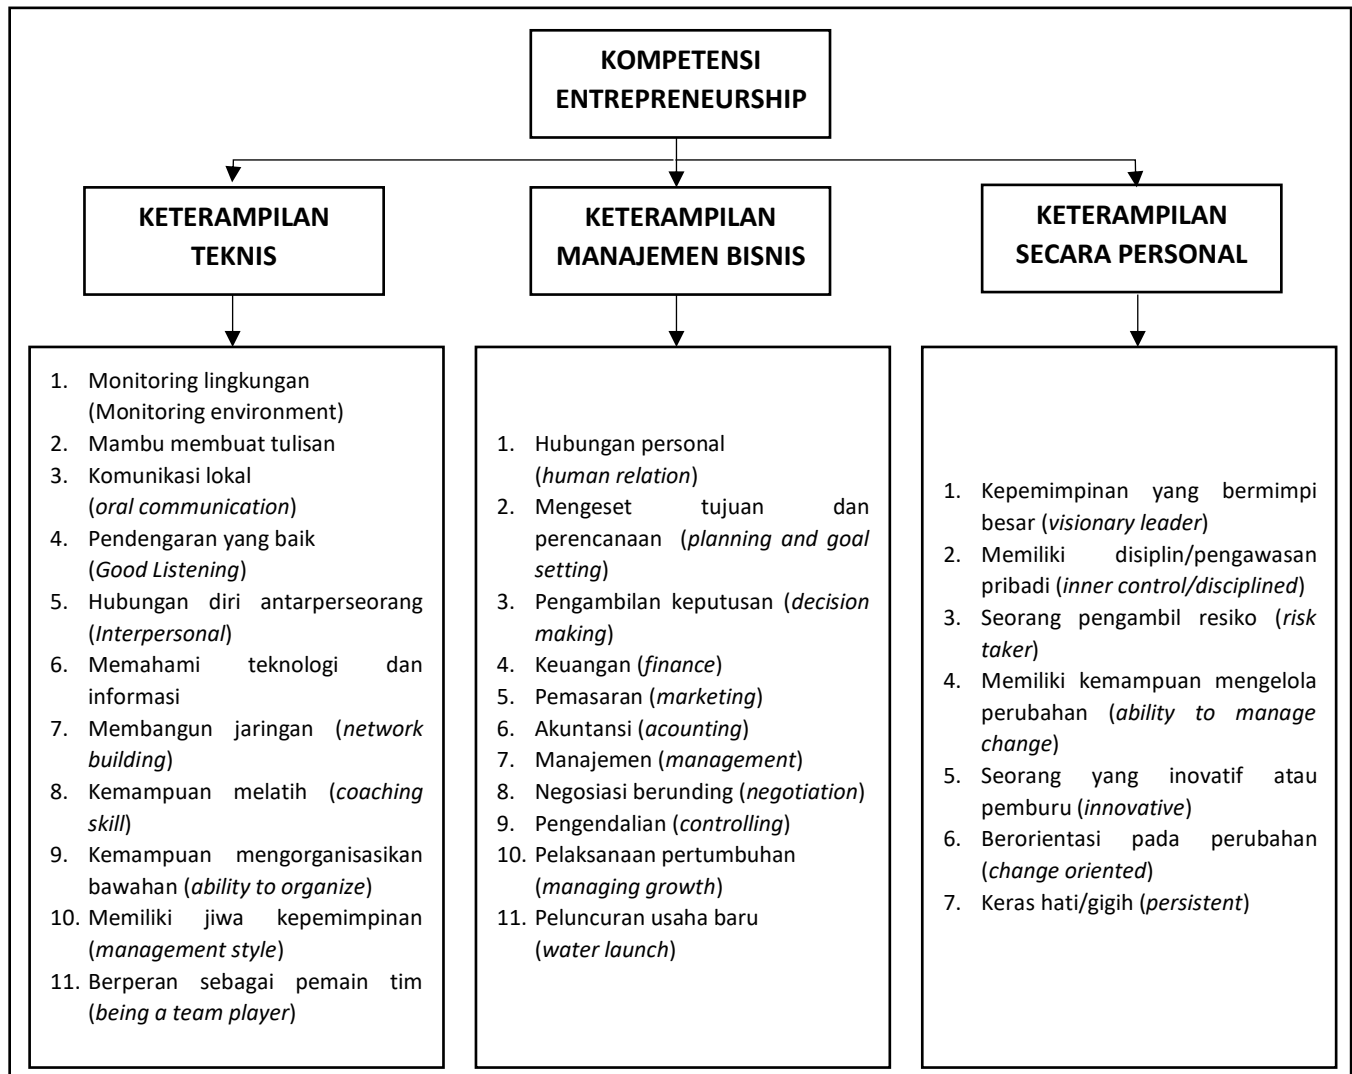 KOMPETENSI
ENTREPRENEURSHIP
KETERAMPILAN
TEKNIS
KETERAMPILAN
MANAJEMEN BISNIS
KETERAMPILAN
SECARA PERSONAL
1. Monitoring lingkungan
(Monitoring environment)
2. Mambu membuat tulisan
3. Komunikasi lokal
(oral communication)
4. Pendengaran yang baik
(Good Listening)
5. Hubungan diri antarperseorang
(Interpersonal)
6. Memahami teknologi dan
informasi
7. Membangun jaringan (network
building)
8. Kemampuan melatih (coaching
skill)
9. Kemampuan mengorganisasikan
bawahan (ability to organize)
10. Memiliki jiwa kepemimpinan
(management style)
11. Berperan sebagai pemain tim
(being a team player)
1. Hubungan personal
(human relation)
2. Mengeset tujuan dan
perencanaan (planning and goal
setting)
3. Pengambilan keputusan (decision
making)
4. Keuangan (finance)
5. Pemasaran (marketing)
6. Akuntansi (acounting)
7. Manajemen (management)
8. Negosiasi berunding (negotiation)
9. Pengendalian (controlling)
10. Pelaksanaan pertumbuhan
(managing growth)
11. Peluncuran usaha baru
(water launch)
1. Kepemimpinan yang bermimpi
besar (visionary leader)
2. Memiliki disiplin/pengawasan
pribadi (inner control/disciplined)
3. Seorang pengambil resiko (risk
taker)
4. Memiliki kemampuan mengelola
perubahan (ability to manage
change)
5. Seorang yang inovatif atau
pemburu (innovative)
6. Berorientasi pada perubahan
(change oriented)
7. Keras hati/gigih (persistent)